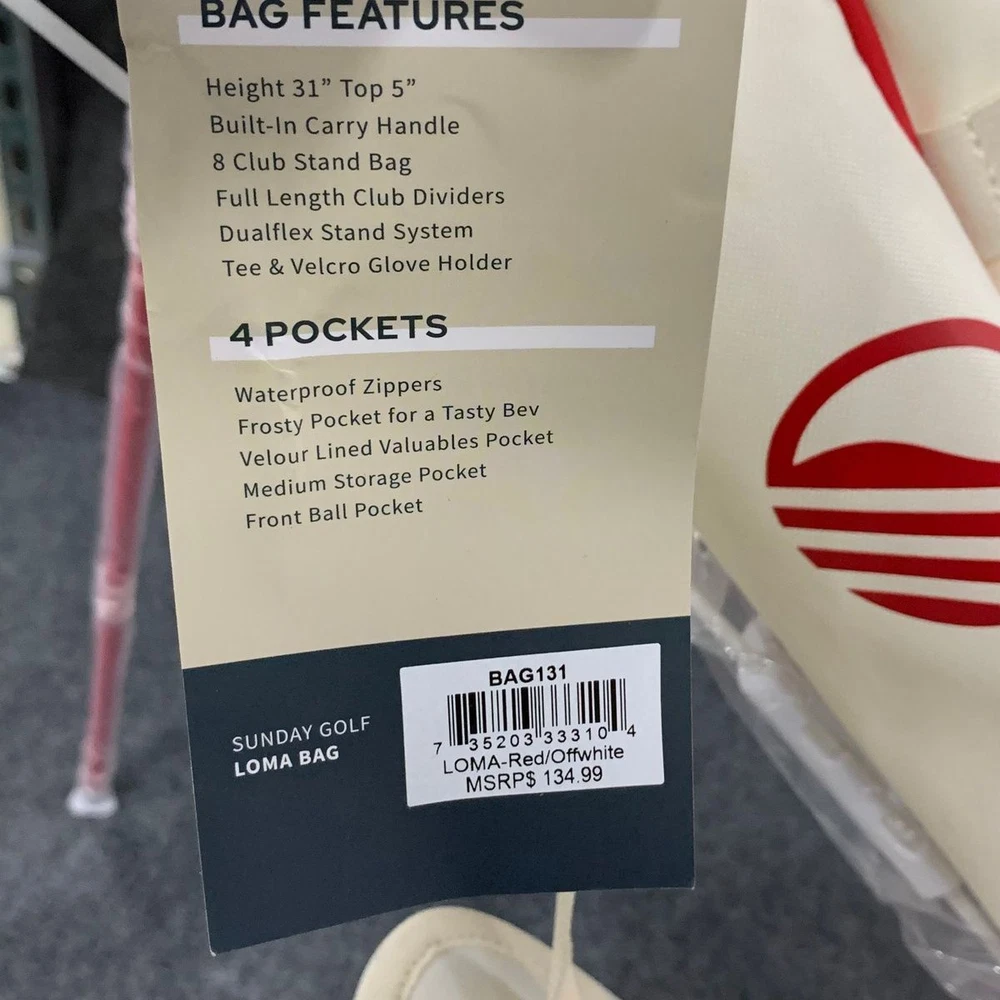 BAG FEATURES
Height 31” Top 5”
Built-In Carry Handle
8 Club Stand Bag
Full Length Club Dividers
Dualflex Stand System
Tee & Velcro Glove Holder
4 POCKETS
Waterproof Zippers
Frosty Pocket for a Tasty Bev
Velour Lined Valuables Pocket
Medium Storage Pocket
Front Ball Pocket
SUNDAY GOLF
LOMA BAG
BAG131
7 35203 33310 4
LOMA-Red/Offwhite
MSRP$ 134.99